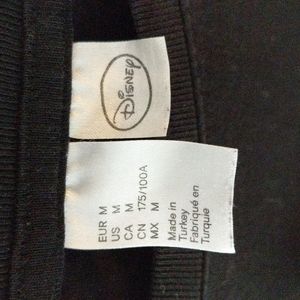 Disney
EUR M
US M
CA M
CN 175/100A
MX M
Made in
Turkey
Fabriqué en
Turquie